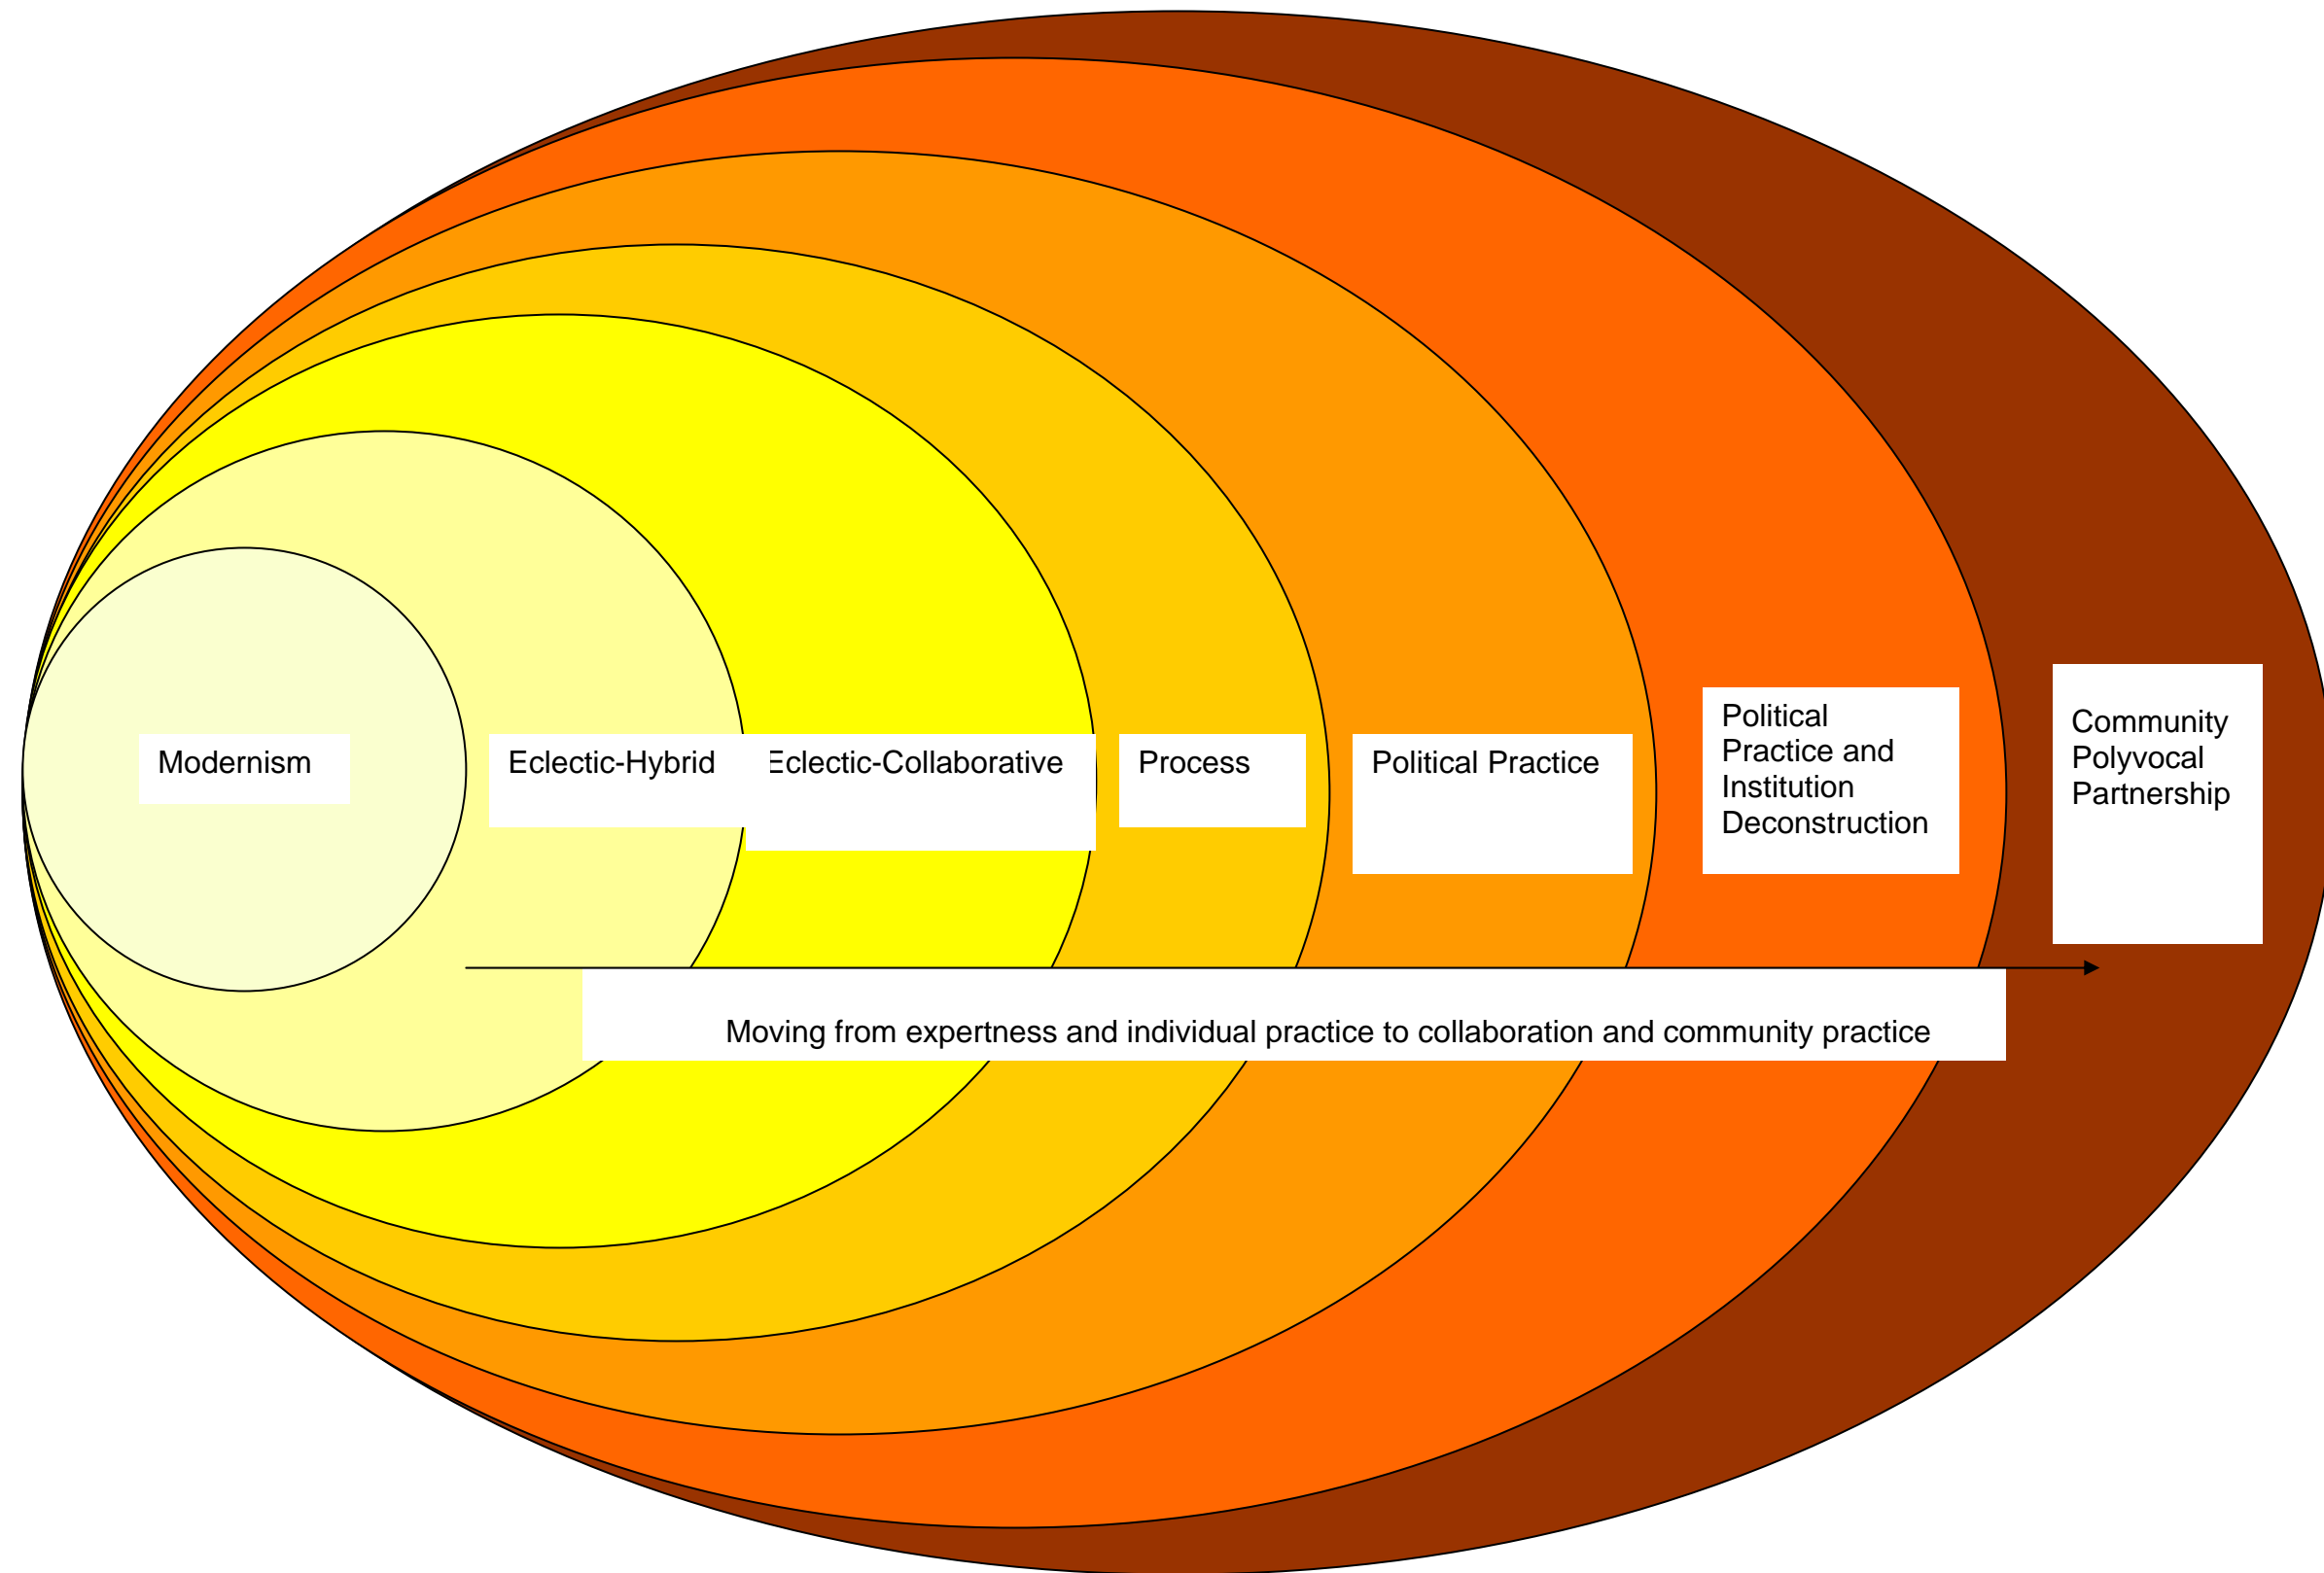 Modernism
Eclectic-Hybrid
Eclectic-Collaborative
Process
Political Practice
Political
Practice and
Institution
Deconstruction
Community
Polyvocal
Partnership
Moving from expertness and individual practice to collaboration and community practice